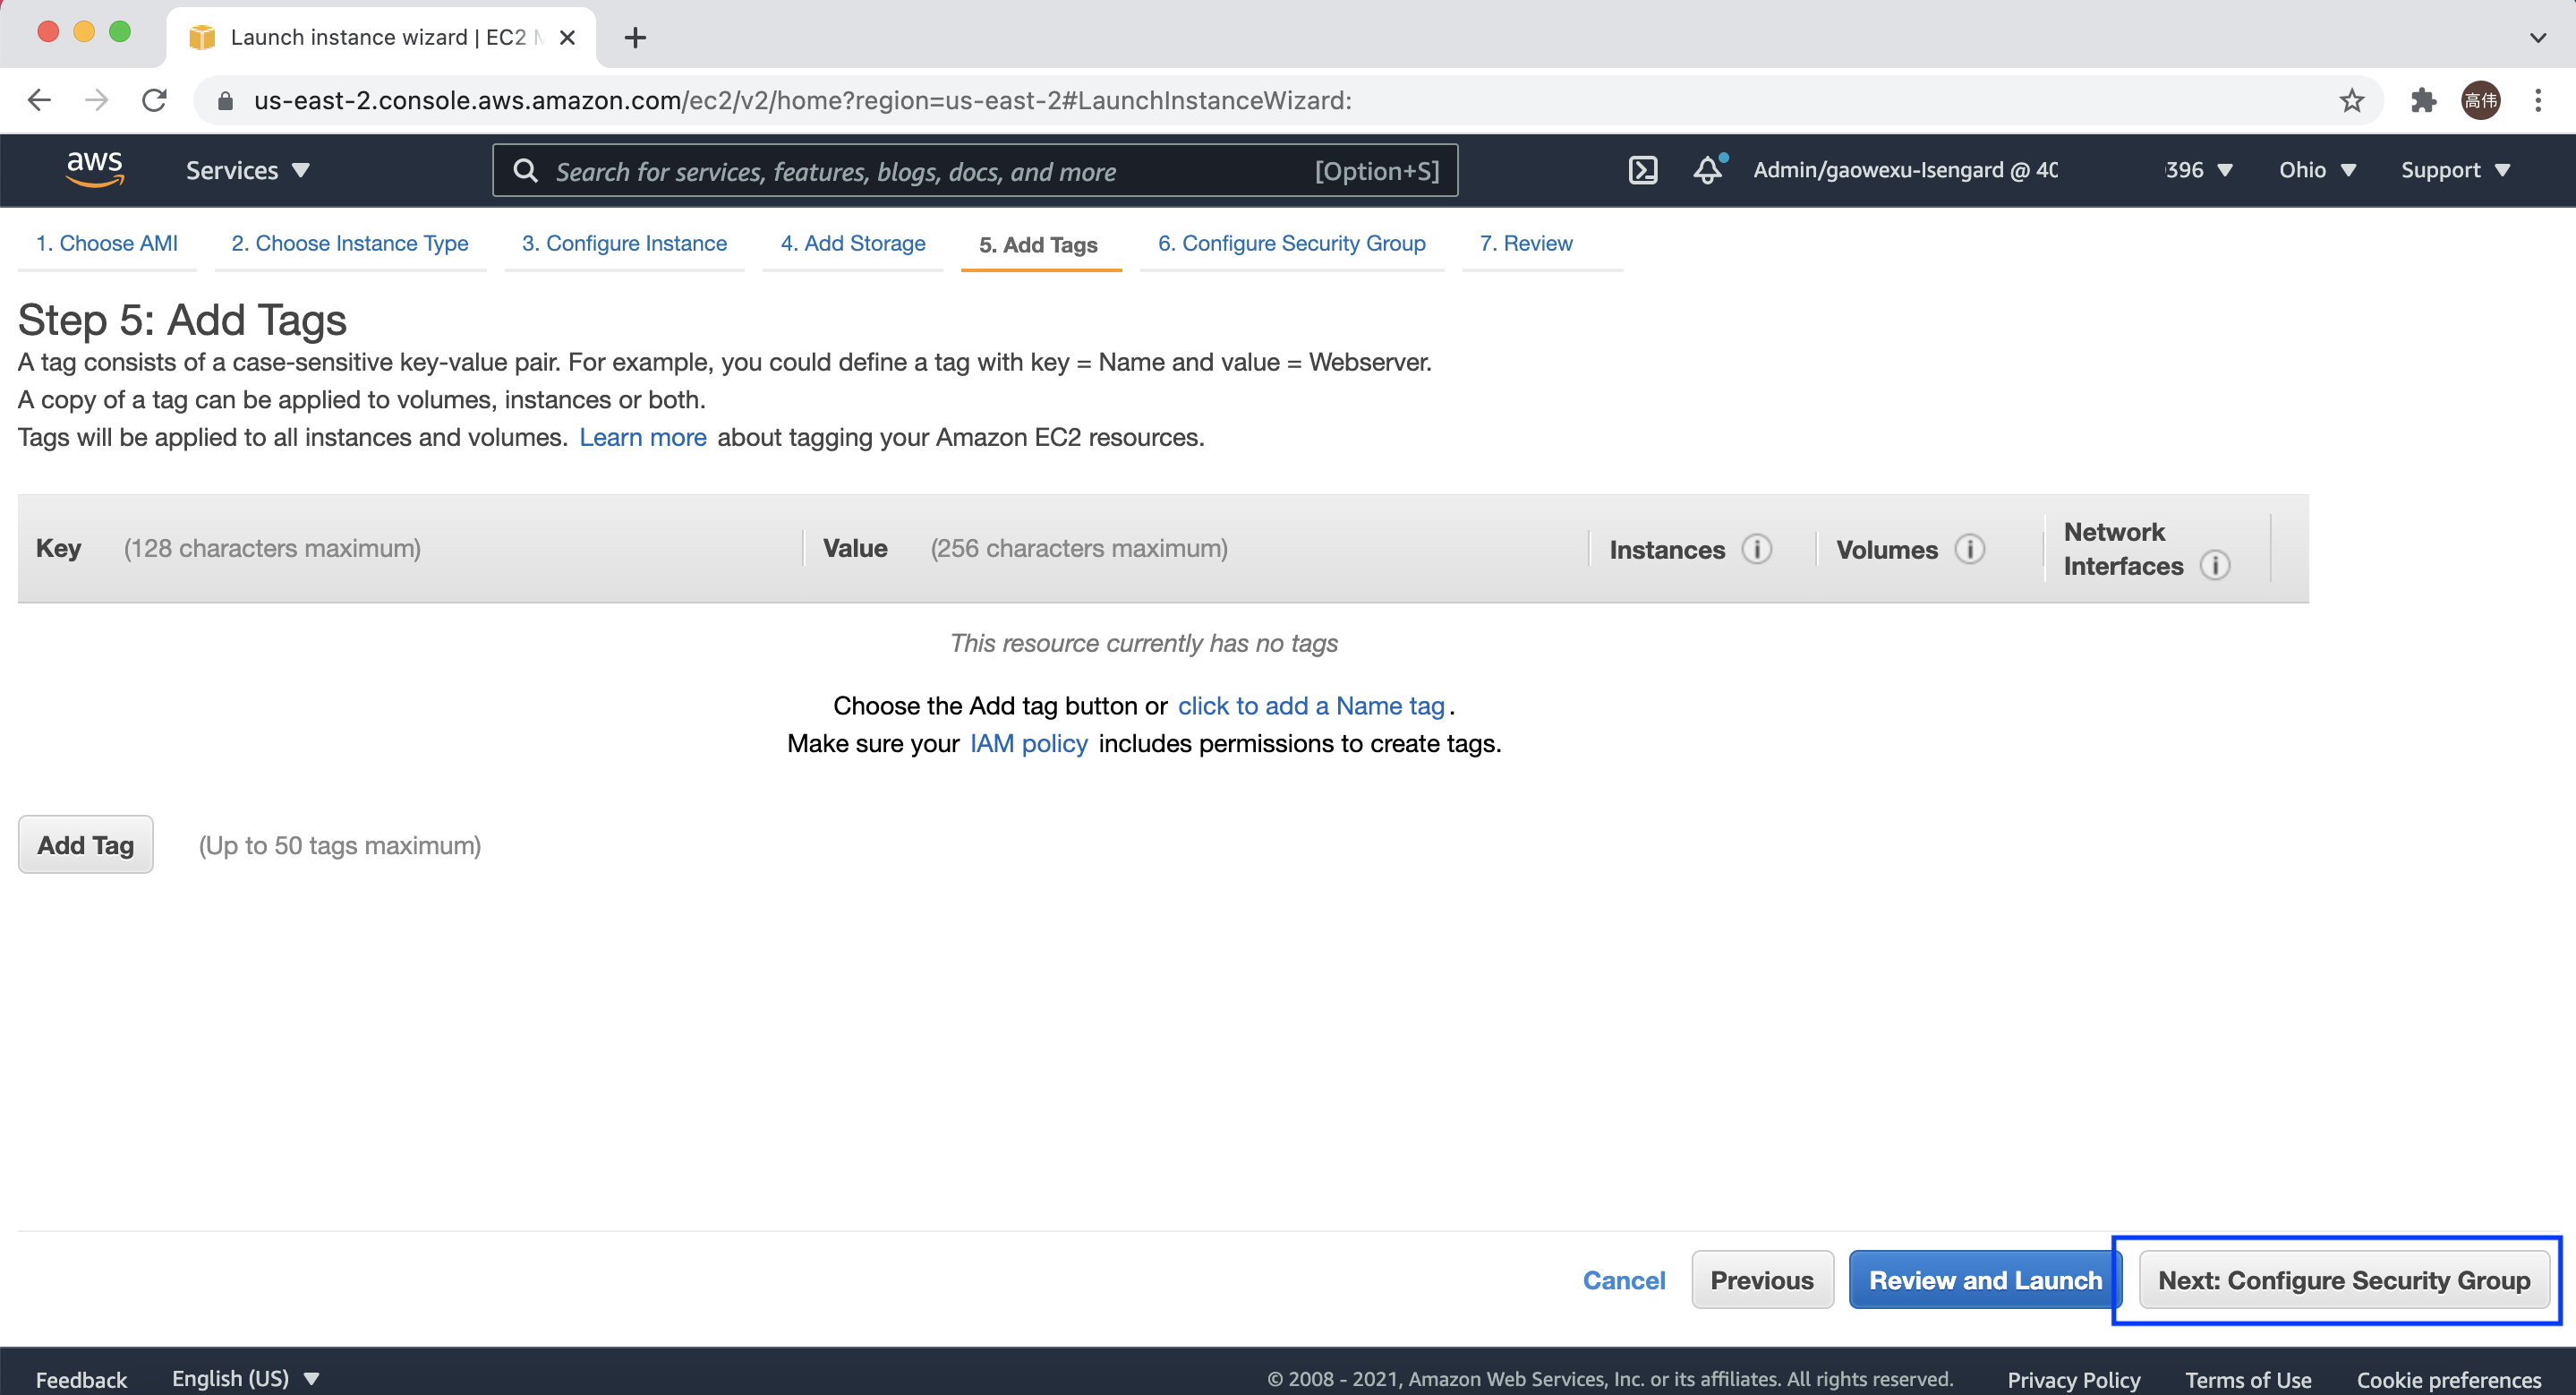 Launch instance wizard | EC2 M
us-east-2.console.aws.amazon.com/ec2/v2/home?region=us-east-2#LaunchInstanceWizard:
高伟
aws
Services
Search for services, features, blogs, docs, and more
[Option+S]
Admin/gaowexu-Isengard @ 40
396
Ohio
Support
1. Choose AMI
2. Choose Instance Type
3. Configure Instance
4. Add Storage
5. Add Tags
6. Configure Security Group
7. Review
Step 5: Add Tags
A tag consists of a case-sensitive key-value pair. For example, you could define a tag with key = Name and value = Webserver.
A copy of a tag can be applied to volumes, instances or both.
Tags will be applied to all instances and volumes. Learn more about tagging your Amazon EC2 resources.
Key (128 characters maximum)
Value (256 characters maximum)
Instances
Volumes
Network
Interfaces
This resource currently has no tags
Choose the Add tag button or click to add a Name tag.
Make sure your IAM policy includes permissions to create tags.
Add Tag
(Up to 50 tags maximum)
Cancel
Previous
Review and Launch
Next: Configure Security Group
Feedback
English (US)
© 2008 - 2021, Amazon Web Services, Inc. or its affiliates. All rights reserved.
Privacy Policy
Terms of Use
Cookie preferences